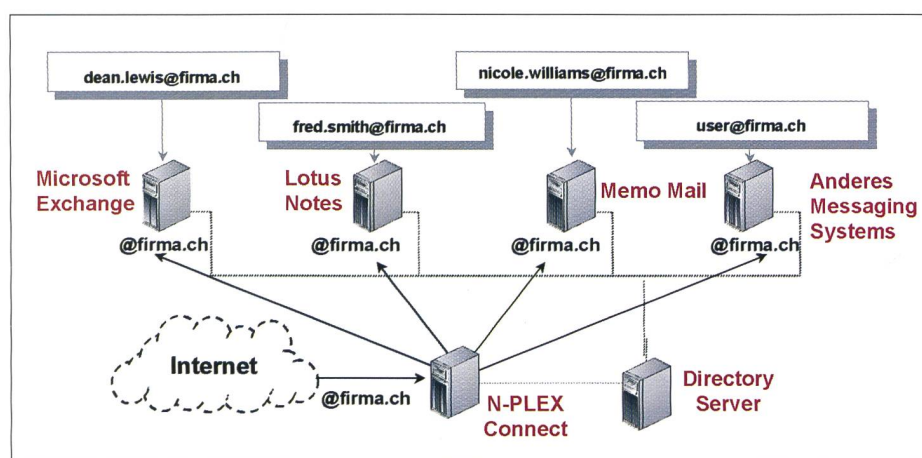 dean.lewis@firma.ch
nicole.williams@firma.ch
fred.smith@firma.ch
user@firma.ch
Microsoft
Exchange
Lotus
Notes
Memo Mail
Anderes
Messaging
Systems
@firma.ch
@firma.ch
@firma.ch
@firma.ch
Internet
@firma.ch
N-PLEX
Connect
Directory
Server